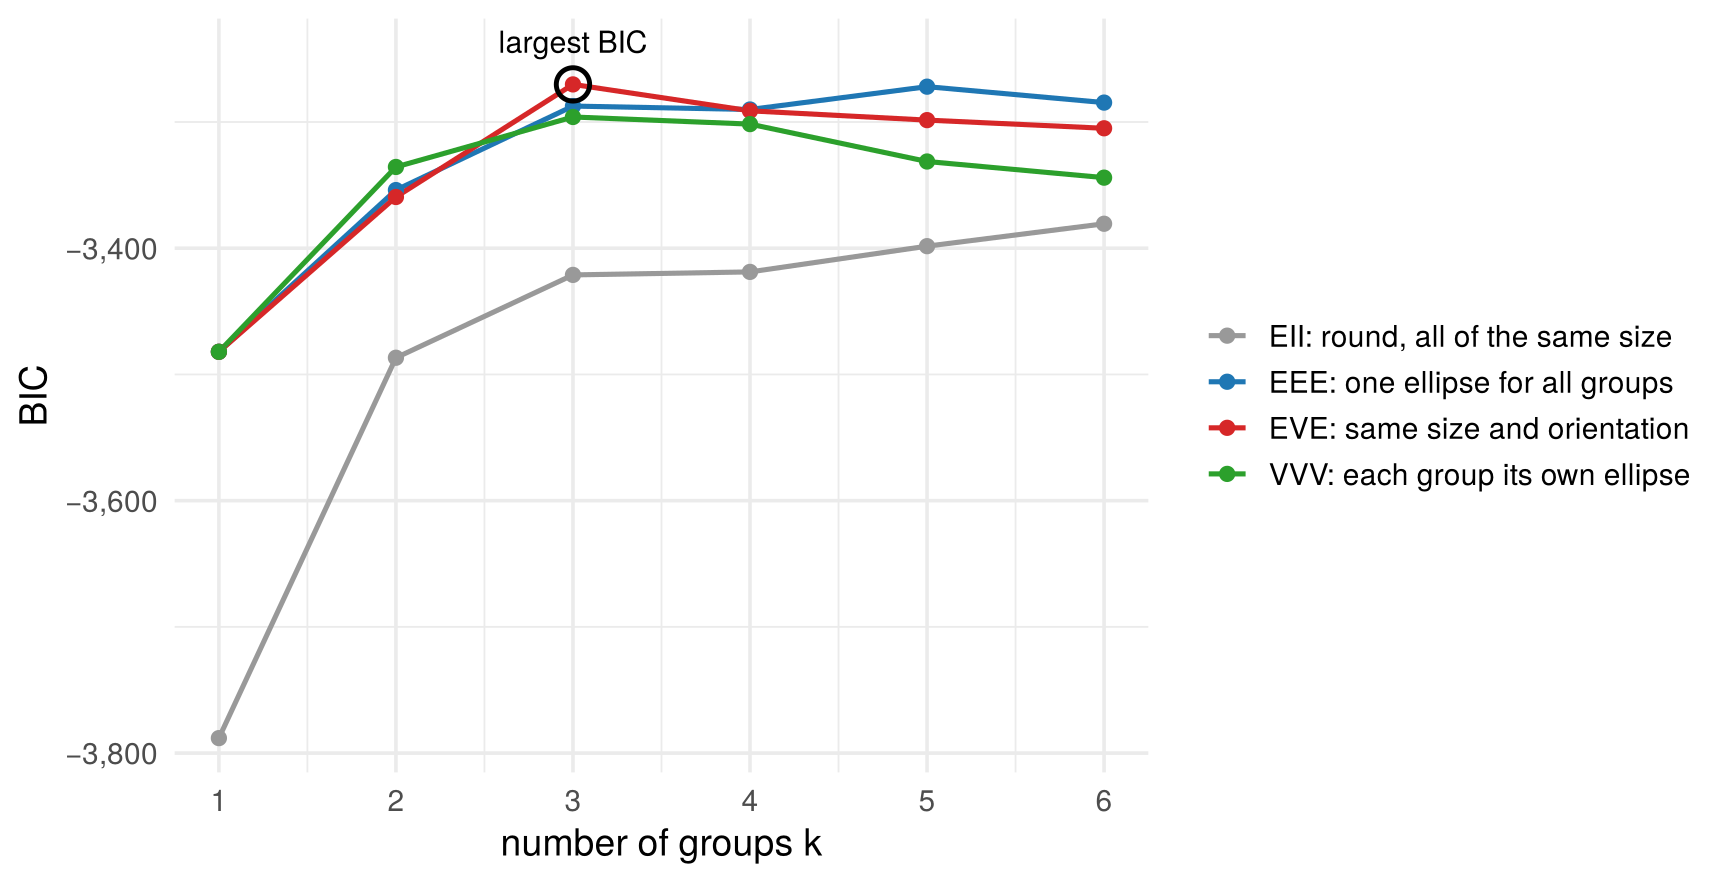 largest BIC
−3,400
−3,600
−3,800
BIC
1 2 3 4 5 6
number of groups k
EII: round, all of the same size
EEE: one ellipse for all groups
EVE: same size and orientation
VVV: each group its own ellipse